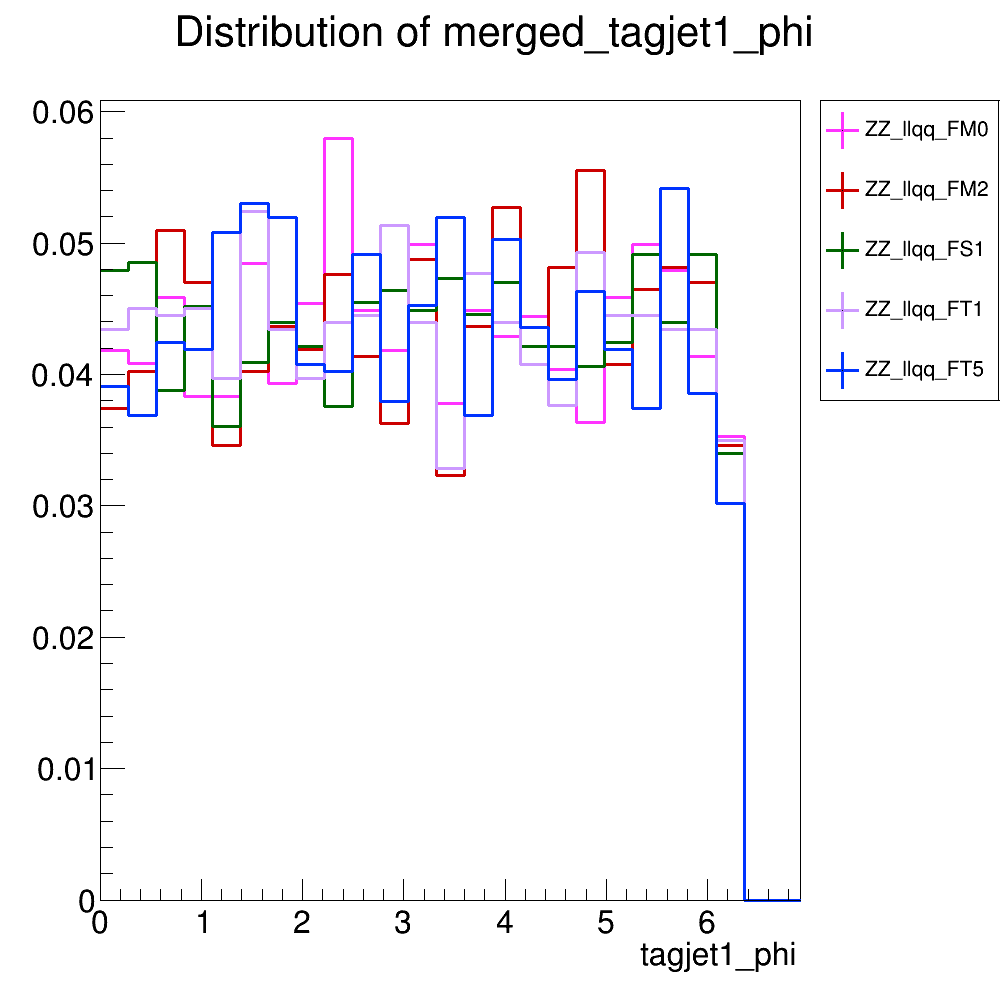 Distribution of merged_tagjet1_phi
0.06
0.05
0.04
0.03
0.02
0.01
0
0 1 2 3 4 5 6
tagjet1_phi
ZZ_llqq_FM0
ZZ_llqq_FM2
ZZ_llqq_FS1
ZZ_llqq_FT1
ZZ_llqq_FT5